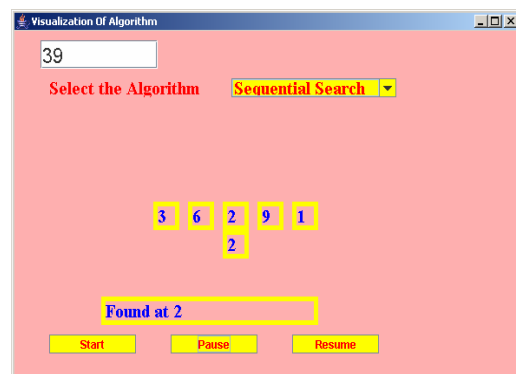 Visualization Of Algorithm
39
Select the Algorithm Sequential Search
3 6 2 9 1
2
Found at 2
Start Pause Resume